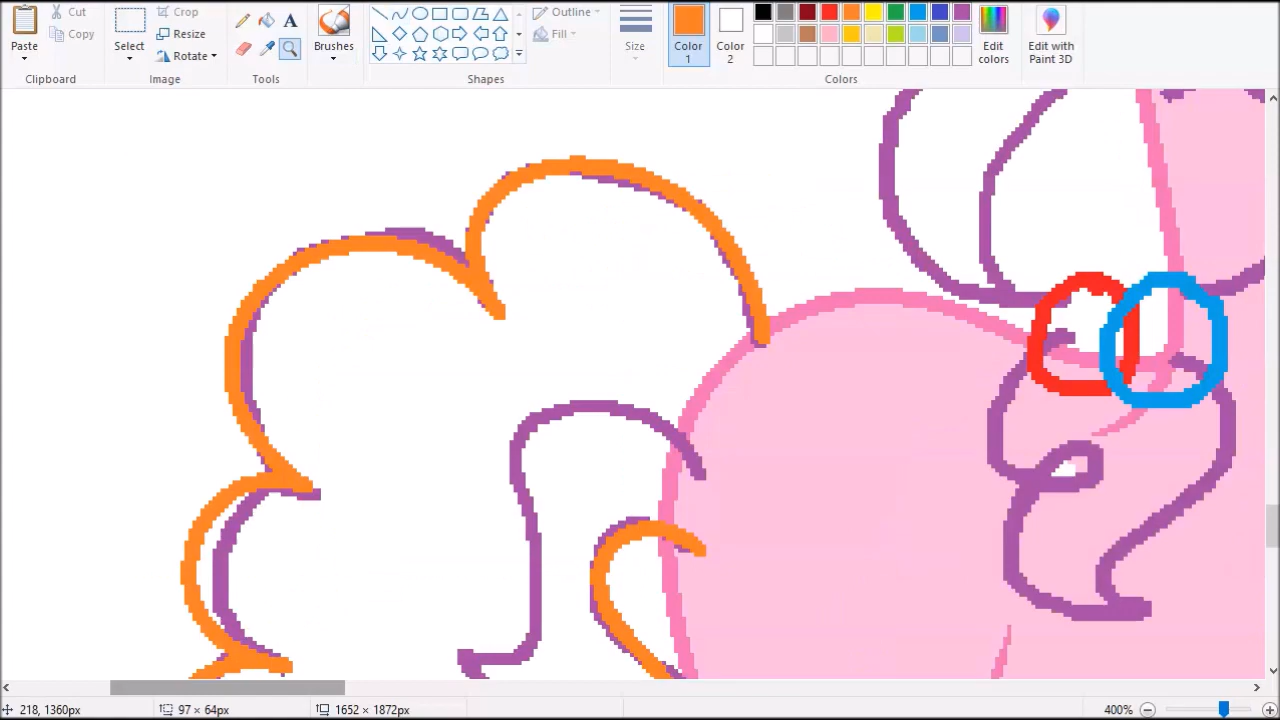 Paste
Cut
Copy
Clipboard
Select
Crop
Resize
Rotate
Image
A
Tools
Brushes
Outline
Fill
Shapes
Size
Color 1
Color 2
Edit colors
Colors
Edit with Paint 3D
218, 1360px
97 × 64px
1652 × 1872px
400%